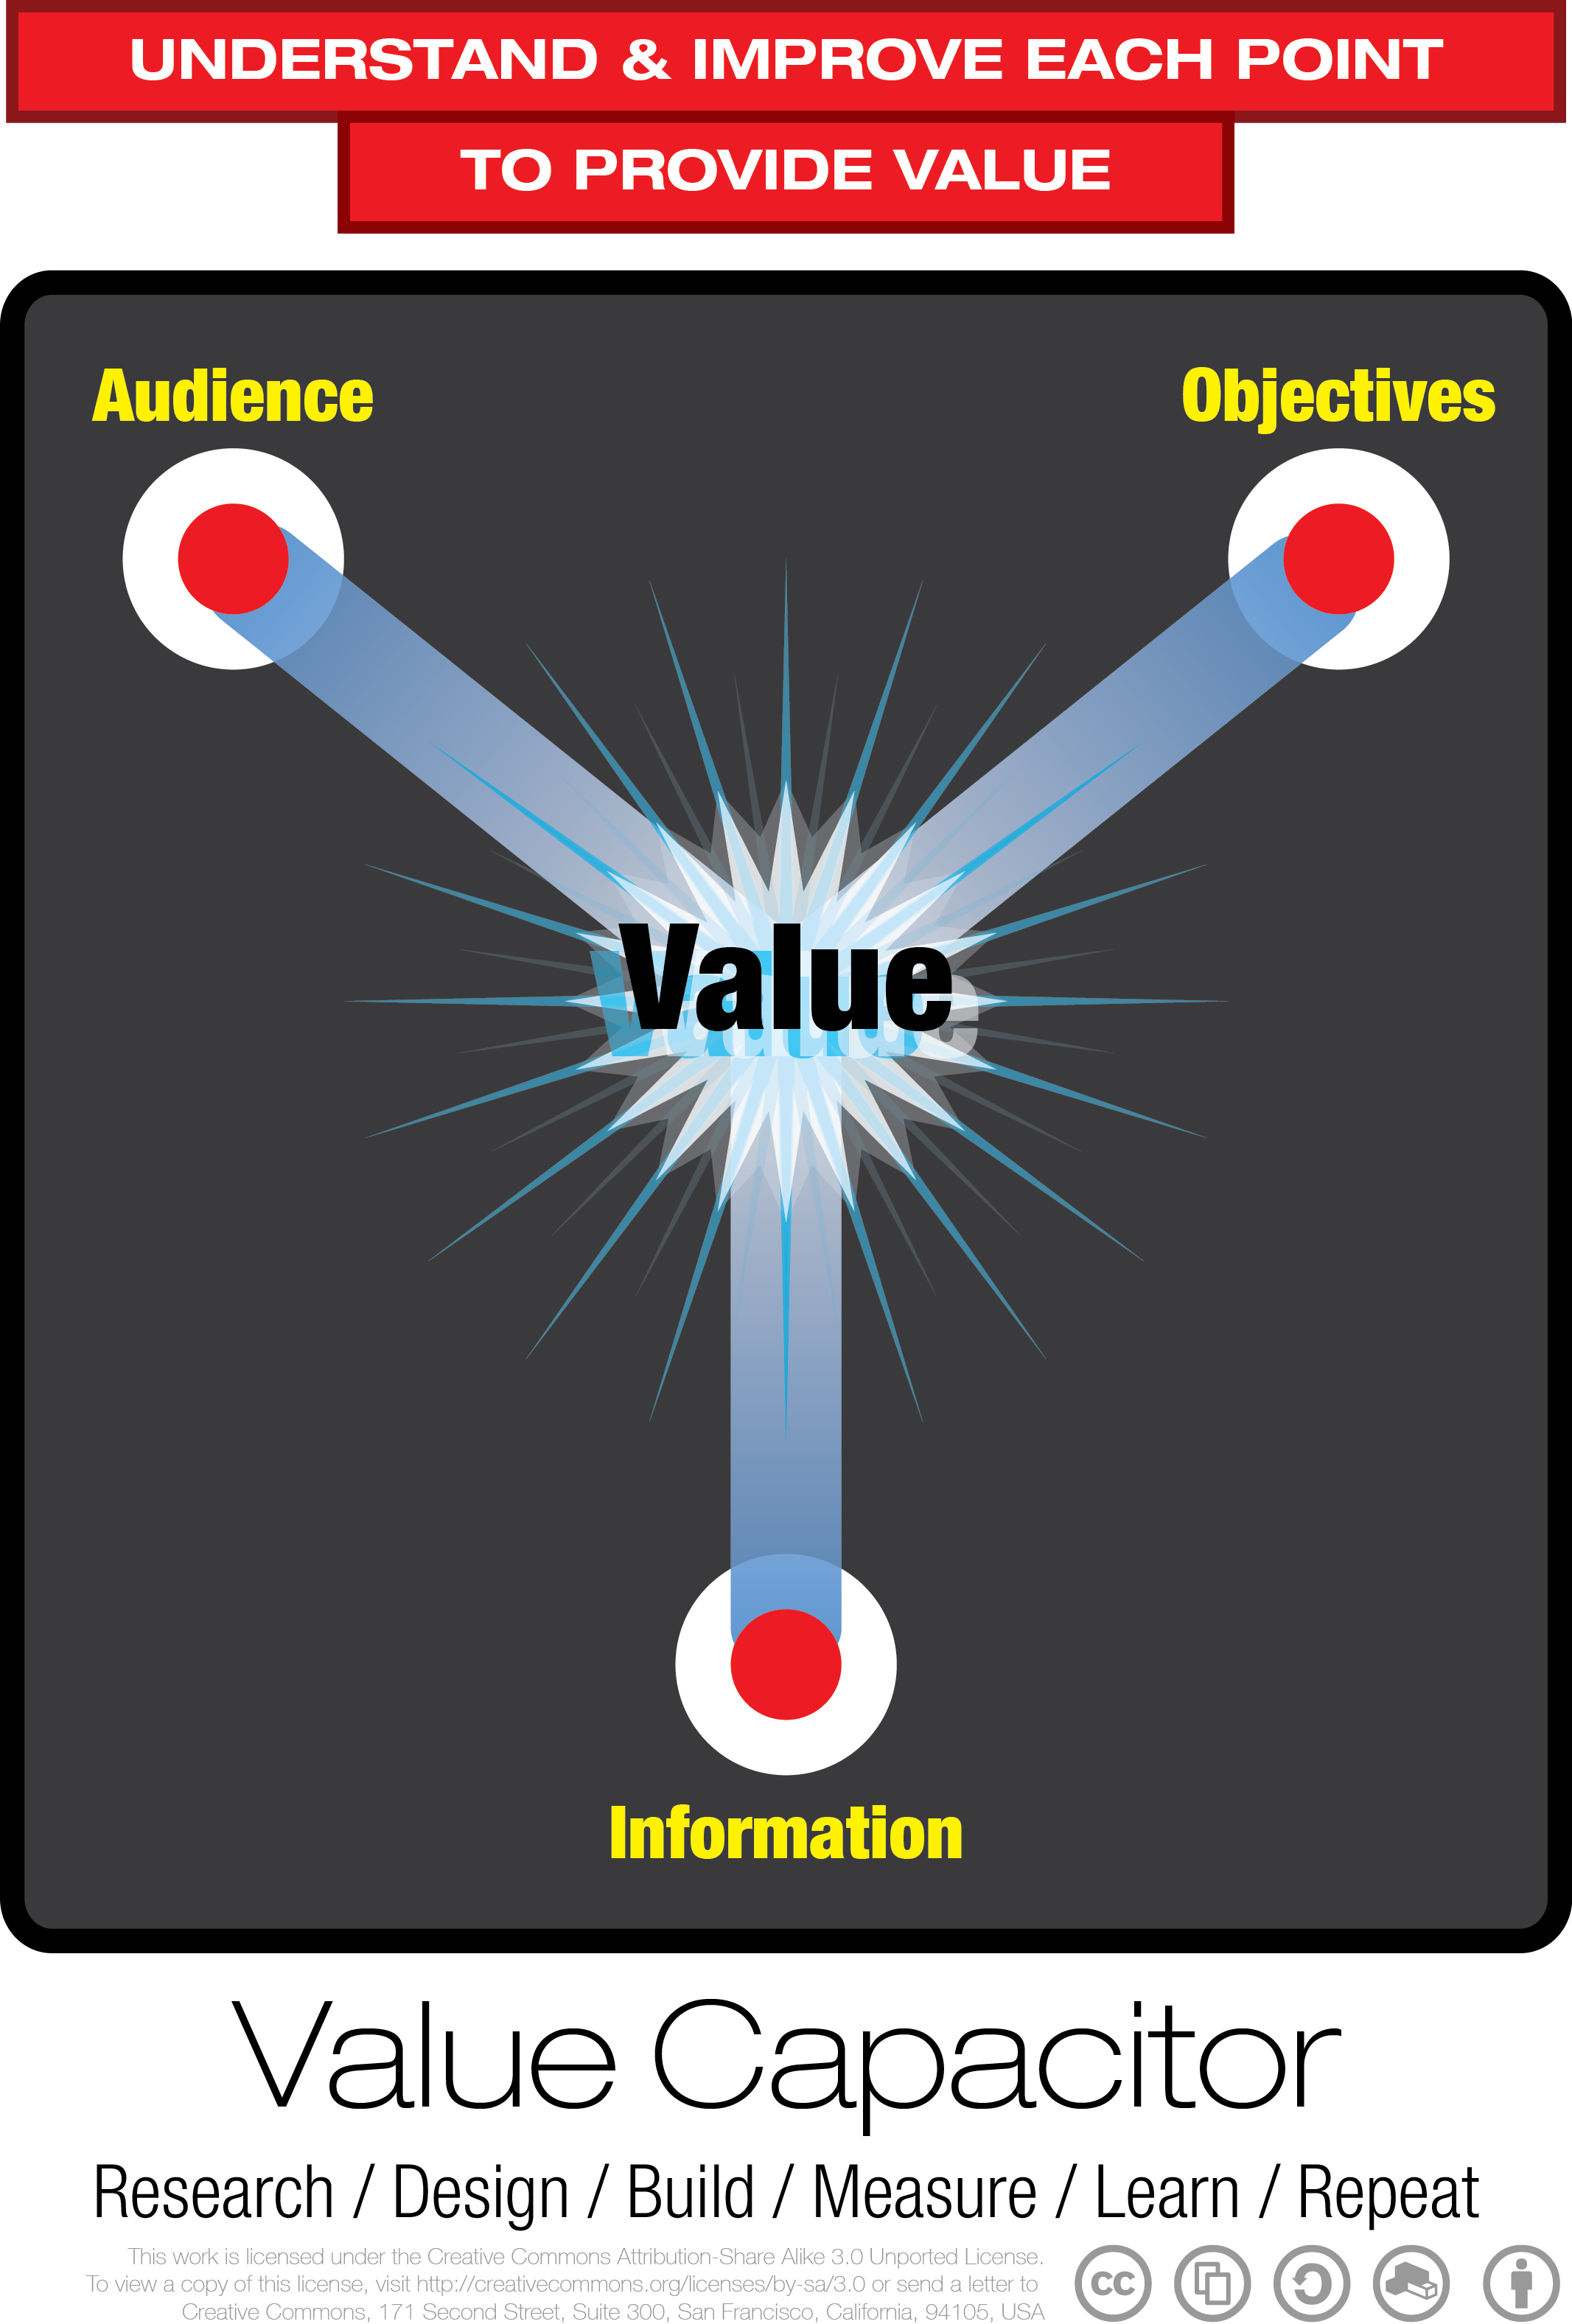 UNDERSTAND & IMPROVE EACH POINT
TO PROVIDE VALUE
Audience
Objectives
Value
Information
Value Capacitor
Research / Design / Build / Measure / Learn / Repeat
This work is licensed under the Creative Commons Attribution-Share Alike 3.0 Unported License.
To view a copy of this license, visit http://creativecommons.org/licenses/by-sa/3.0 or send a letter to
Creative Commons, 171 Second Street, Suite 300, San Francisco, California, 94105, USA
cc